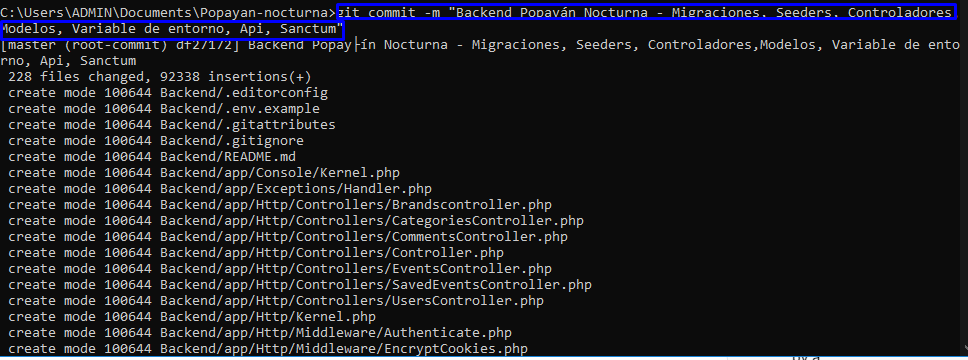 C:\Users\ADMIN\Documents\Popayan-nocturna>git commit -m "Backend Popayán Nocturna - Migraciones, Seeders, Controladores
Modelos, Variable de entorno, Api, Sanctum"
[master (root-commit) df27172] Backend Popay├ín Nocturna - Migraciones, Seeders, Controladores,Modelos, Variable de ento
rno, Api, Sanctum
228 files changed, 92338 insertions(+)
create mode 100644 Backend/.editorconfig
create mode 100644 Backend/.env.example
create mode 100644 Backend/.gitattributes
create mode 100644 Backend/.gitignore
create mode 100644 Backend/README.md
create mode 100644 Backend/app/Console/Kernel.php
create mode 100644 Backend/app/Exceptions/Handler.php
create mode 100644 Backend/app/Http/Controllers/Brandscontroller.php
create mode 100644 Backend/app/Http/Controllers/CategoriesController.php
create mode 100644 Backend/app/Http/Controllers/CommentsController.php
create mode 100644 Backend/app/Http/Controllers/Controller.php
create mode 100644 Backend/app/Http/Controllers/EventsController.php
create mode 100644 Backend/app/Http/Controllers/SavedEventsController.php
create mode 100644 Backend/app/Http/Controllers/UsersController.php
create mode 100644 Backend/app/Http/Kernel.php
create mode 100644 Backend/app/Http/Middleware/Authenticate.php
create mode 100644 Backend/app/Http/Middleware/EncryptCookies.php